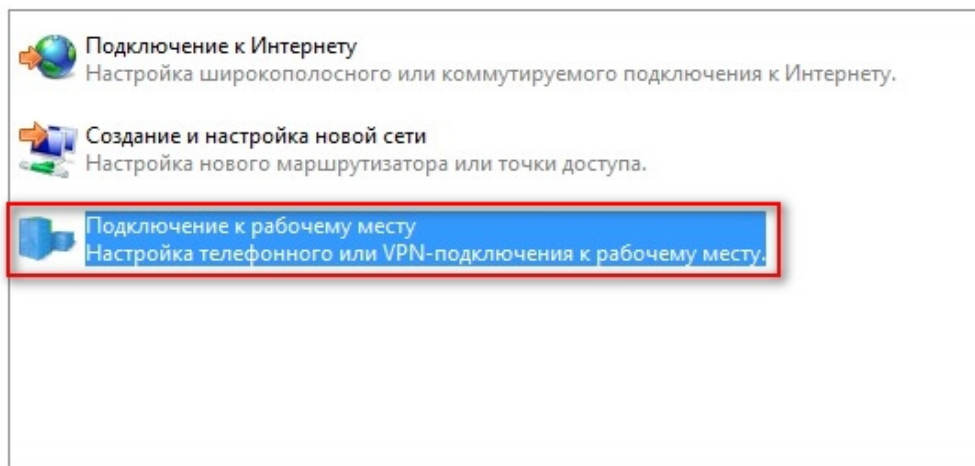 Подключение к Интернету
Настройка широкополосного или коммутируемого подключения к Интернету.
Создание и настройка новой сети
Настройка нового маршрутизатора или точки доступа.
Подключение к рабочему месту
Настройка телефонного или VPN-подключения к рабочему месту.